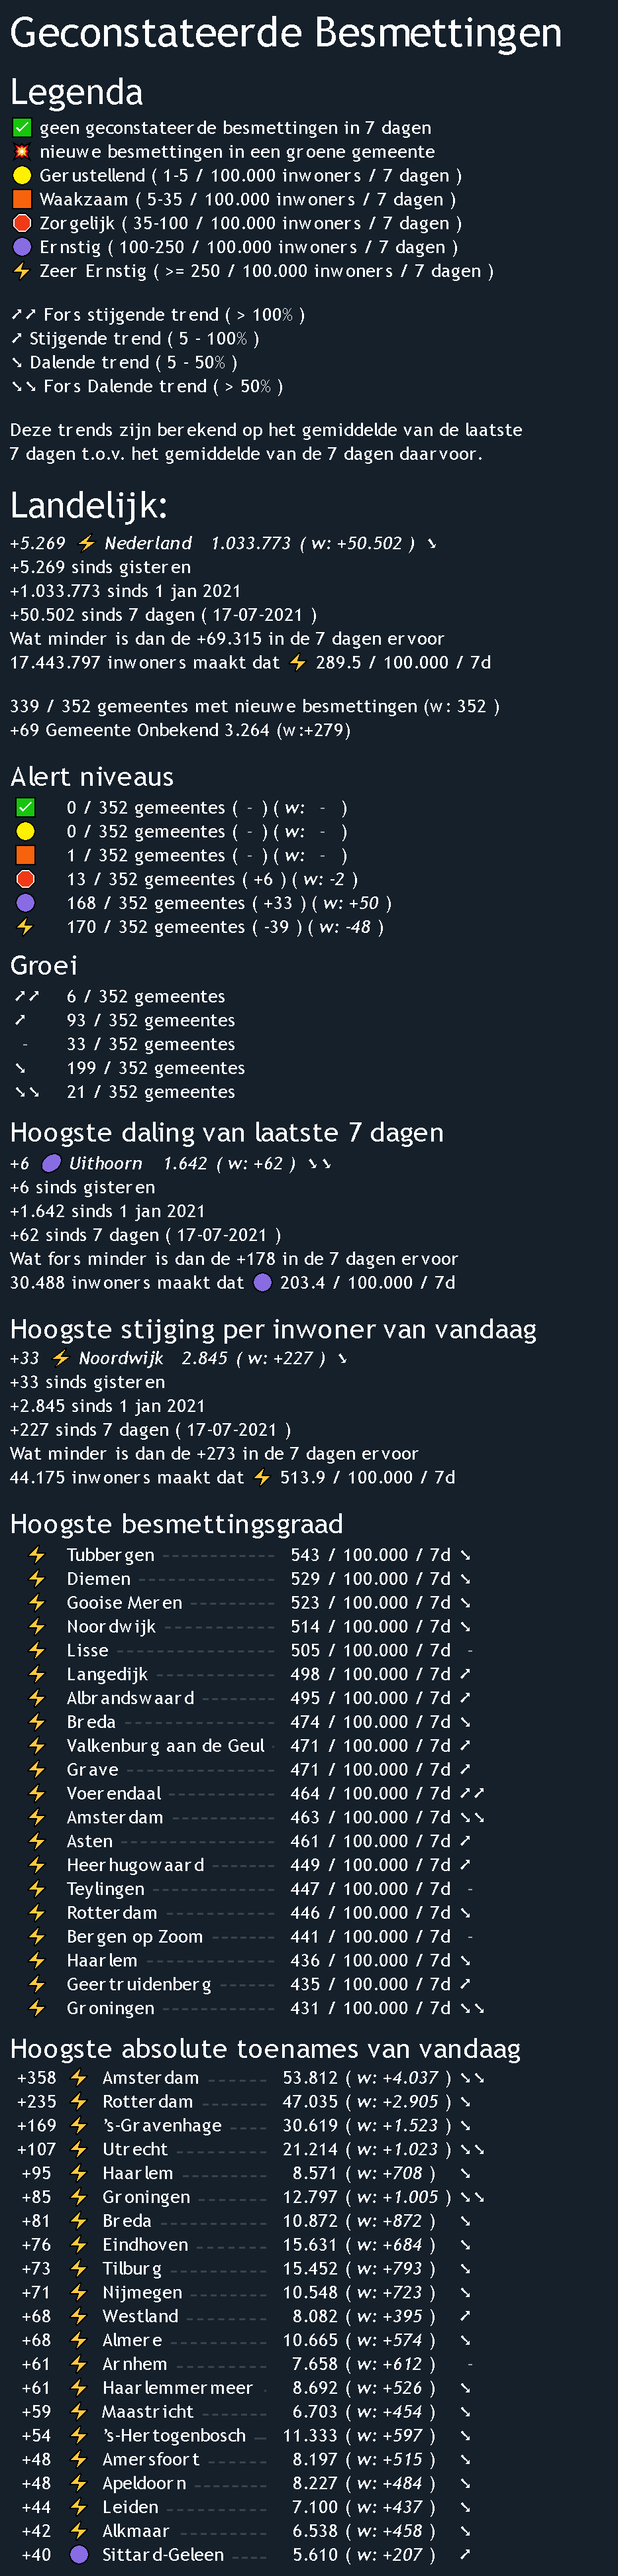 Geconstateerde Besmettingen
Legenda
✅ geen geconstateerde besmettingen in 7 dagen
💥 nieuwe besmettingen in een groene gemeente
🟡 Gerustellend ( 1-5 / 100.000 inwoners / 7 dagen )
🟧 Waakzaam ( 5-35 / 100.000 inwoners / 7 dagen )
🛑 Zorgelijk ( 35-100 / 100.000 inwoners / 7 dagen )
🟣 Ernstig ( 100-250 / 100.000 inwoners / 7 dagen )
⚡ Zeer Ernstig ( >= 250 / 100.000 inwoners / 7 dagen )
➚➚ Fors stijgende trend ( > 100% )
➚ Stijgende trend ( 5 - 100% )
➘ Dalende trend ( 5 - 50% )
➘➘ Fors Dalende trend ( > 50% )
Deze trends zijn berekend op het gemiddelde van de laatste
7 dagen t.o.v. het gemiddelde van de 7 dagen daarvoor.
Landelijk:
+5.269 ⚡ Nederland 1.033.773 ( w: +50.502 ) ➘
+5.269 sinds gisteren
+1.033.773 sinds 1 jan 2021
+50.502 sinds 7 dagen ( 17-07-2021 )
Wat minder is dan de +69.315 in de 7 dagen ervoor
17.443.797 inwoners maakt dat ⚡ 289.5 / 100.000 / 7d
339 / 352 gemeentes met nieuwe besmettingen (w: 352 )
+69 Gemeente Onbekend 3.264 (w:+279)
Alert niveaus
✅ 0 / 352 gemeentes ( - ) ( w: - )
🟡 0 / 352 gemeentes ( - ) ( w: - )
🟧 1 / 352 gemeentes ( - ) ( w: - )
🛑 13 / 352 gemeentes ( +6 ) ( w: -2 )
🟣 168 / 352 gemeentes ( +33 ) ( w: +50 )
⚡ 170 / 352 gemeentes ( -39 ) ( w: -48 )
Groei
➚➚ 6 / 352 gemeentes
➚ 93 / 352 gemeentes
- 33 / 352 gemeentes
➘ 199 / 352 gemeentes
➘➘ 21 / 352 gemeentes
Hoogste daling van laatste 7 dagen
+6 🟣 Uithoorn 1.642 ( w: +62 ) ➘➘
+6 sinds gisteren
+1.642 sinds 1 jan 2021
+62 sinds 7 dagen ( 17-07-2021 )
Wat fors minder is dan de +178 in de 7 dagen ervoor
30.488 inwoners maakt dat 🟣 203.4 / 100.000 / 7d
Hoogste stijging per inwoner van vandaag
+33 ⚡ Noordwijk 2.845 ( w: +227 ) ➘
+33 sinds gisteren
+2.845 sinds 1 jan 2021
+227 sinds 7 dagen ( 17-07-2021 )
Wat minder is dan de +273 in de 7 dagen ervoor
44.175 inwoners maakt dat ⚡ 513.9 / 100.000 / 7d
Hoogste besmettingsgraad
⚡ Tubbergen 543 / 100.000 / 7d ➘
⚡ Diemen 529 / 100.000 / 7d ➘
⚡ Gooise Meren 523 / 100.000 / 7d ➘
⚡ Noordwijk 514 / 100.000 / 7d ➘
⚡ Lisse 505 / 100.000 / 7d -
⚡ Langedijk 498 / 100.000 / 7d ➚
⚡ Albrandswaard 495 / 100.000 / 7d ➚
⚡ Breda 474 / 100.000 / 7d ➘
⚡ Valkenburg aan de Geul 471 / 100.000 / 7d ➚
⚡ Grave 471 / 100.000 / 7d ➚
⚡ Voerendaal 464 / 100.000 / 7d ➚➚
⚡ Amsterdam 463 / 100.000 / 7d ➘➘
⚡ Asten 461 / 100.000 / 7d ➚
⚡ Heerhugowaard 449 / 100.000 / 7d ➚
⚡ Teylingen 447 / 100.000 / 7d -
⚡ Rotterdam 446 / 100.000 / 7d ➘
⚡ Bergen op Zoom 441 / 100.000 / 7d -
⚡ Haarlem 436 / 100.000 / 7d ➘
⚡ Geertruidenberg 435 / 100.000 / 7d ➚
⚡ Groningen 431 / 100.000 / 7d ➘➘
Hoogste absolute toenames van vandaag
+358 ⚡ Amsterdam 53.812 ( w: +4.037 ) ➘➘
+235 ⚡ Rotterdam 47.035 ( w: +2.905 ) ➘
+169 ⚡ 's-Gravenhage 30.619 ( w: +1.523 ) ➘
+107 ⚡ Utrecht 21.214 ( w: +1.023 ) ➘➘
+95 ⚡ Haarlem 8.571 ( w: +708 ) ➘
+85 ⚡ Groningen 12.797 ( w: +1.005 ) ➘➘
+81 ⚡ Breda 10.872 ( w: +872 ) ➘
+76 ⚡ Eindhoven 15.631 ( w: +684 ) ➘
+73 ⚡ Tilburg 15.452 ( w: +793 ) ➘
+71 ⚡ Nijmegen 10.548 ( w: +723 ) ➘
+68 ⚡ Westland 8.082 ( w: +395 ) ➚
+68 ⚡ Almere 10.665 ( w: +574 ) ➘
+61 ⚡ Arnhem 7.658 ( w: +612 ) -
+61 ⚡ Haarlemmermeer 8.692 ( w: +526 ) ➘
+59 ⚡ Maastricht 6.703 ( w: +454 ) ➘
+54 ⚡ 's-Hertogenbosch 11.333 ( w: +597 ) ➘
+48 ⚡ Amersfoort 8.197 ( w: +515 ) ➘
+48 ⚡ Apeldoorn 8.227 ( w: +484 ) ➘
+44 ⚡ Leiden 7.100 ( w: +437 ) ➘
+42 ⚡ Alkmaar 6.538 ( w: +458 ) ➘
+40 🟣 Sittard-Geleen 5.610 ( w: +207 ) ➚